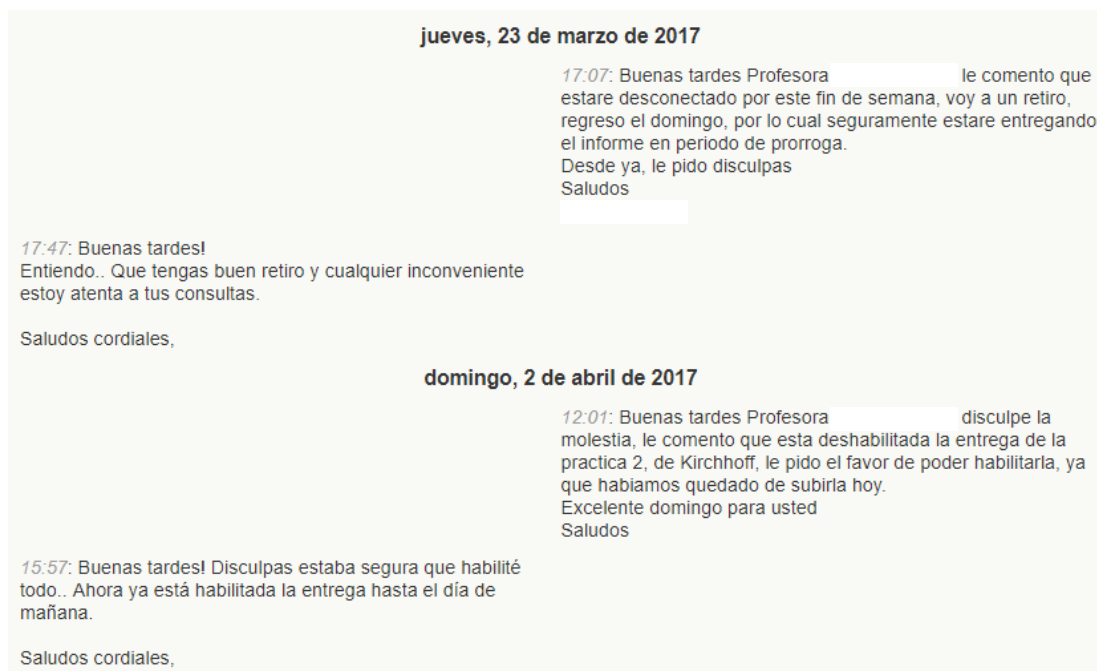 jueves, 23 de marzo de 2017
17:07: Buenas tardes Profesora le comento que
estare desconectado por este fin de semana, voy a un retiro,
regreso el domingo, por lo cual seguramente estare entregando
el informe en periodo de prorroga.
Desde ya, le pido disculpas
Saludos
17:47: Buenas tardes!
Entiendo.. Que tengas buen retiro y cualquier inconveniente
estoy atenta a tus consultas.
Saludos cordiales,
domingo, 2 de abril de 2017
12:01: Buenas tardes Profesora disculpe la
molestia, le comento que esta deshabilitada la entrega de la
practica 2, de Kirchhoff, le pido el favor de poder habilitarla, ya
que habiamos quedado de subirla hoy.
Excelente domingo para usted
Saludos
15:57: Buenas tardes! Disculpas estaba segura que habilité
todo.. Ahora ya está habilitada la entrega hasta el día de
mañana.
Saludos cordiales,